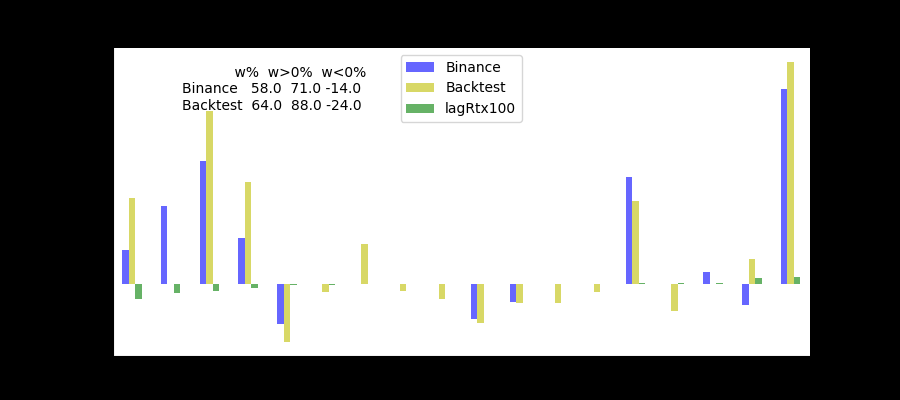 w% w>0% w<0%
Binance 58.0 71.0 -14.0
Backtest 64.0 88.0 -24.0
Binance
Backtest
lagRtx100